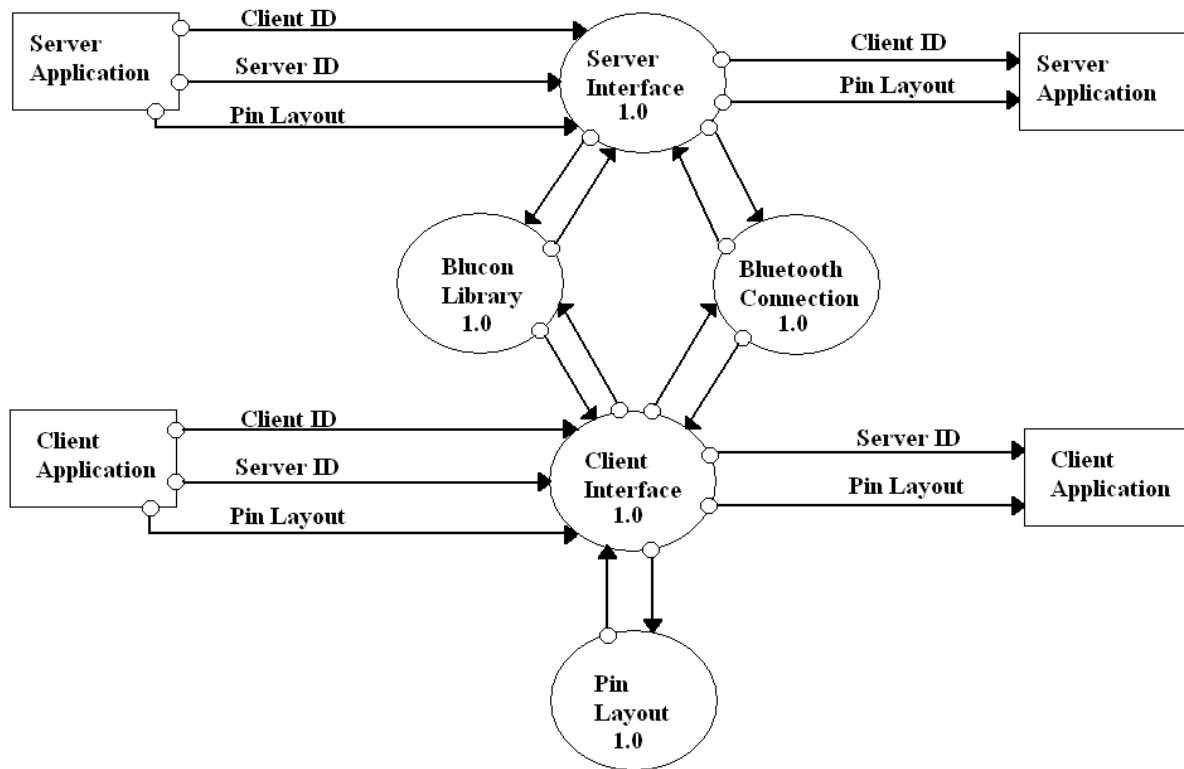 Client ID
Server
Application
Server ID
Pin Layout
Server
Interface
1.0
Client ID
Pin Layout
Server
Application
Blucon
Library
1.0
Bluetooth
Connection
1.0
Client ID
Client
Application
Server ID
Pin Layout
Client
Interface
1.0
Server ID
Pin Layout
Client
Application
Pin
Layout
1.0